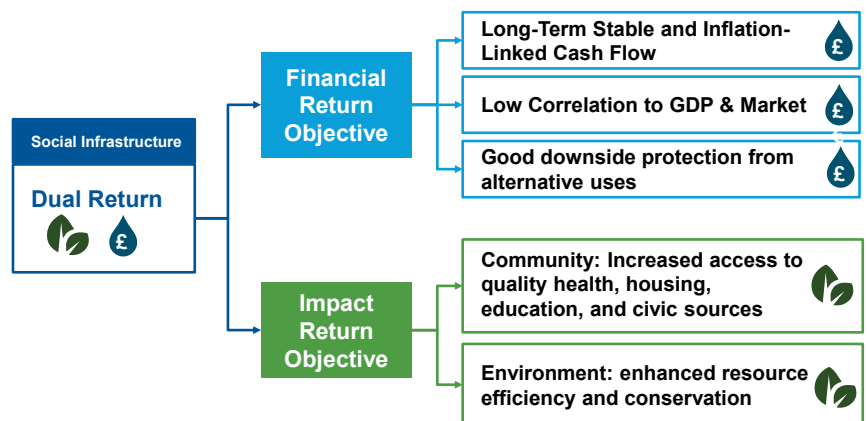 Social Infrastructure
Dual Return
£
Financial
Return
Objective
Long-Term Stable and Inflation-
Linked Cash Flow
£
Low Correlation to GDP & Market
£
Good downside protection from
alternative uses
£
Impact
Return
Objective
Community: Increased access to
quality health, housing,
education, and civic sources
Environment: enhanced resource
efficiency and conservation